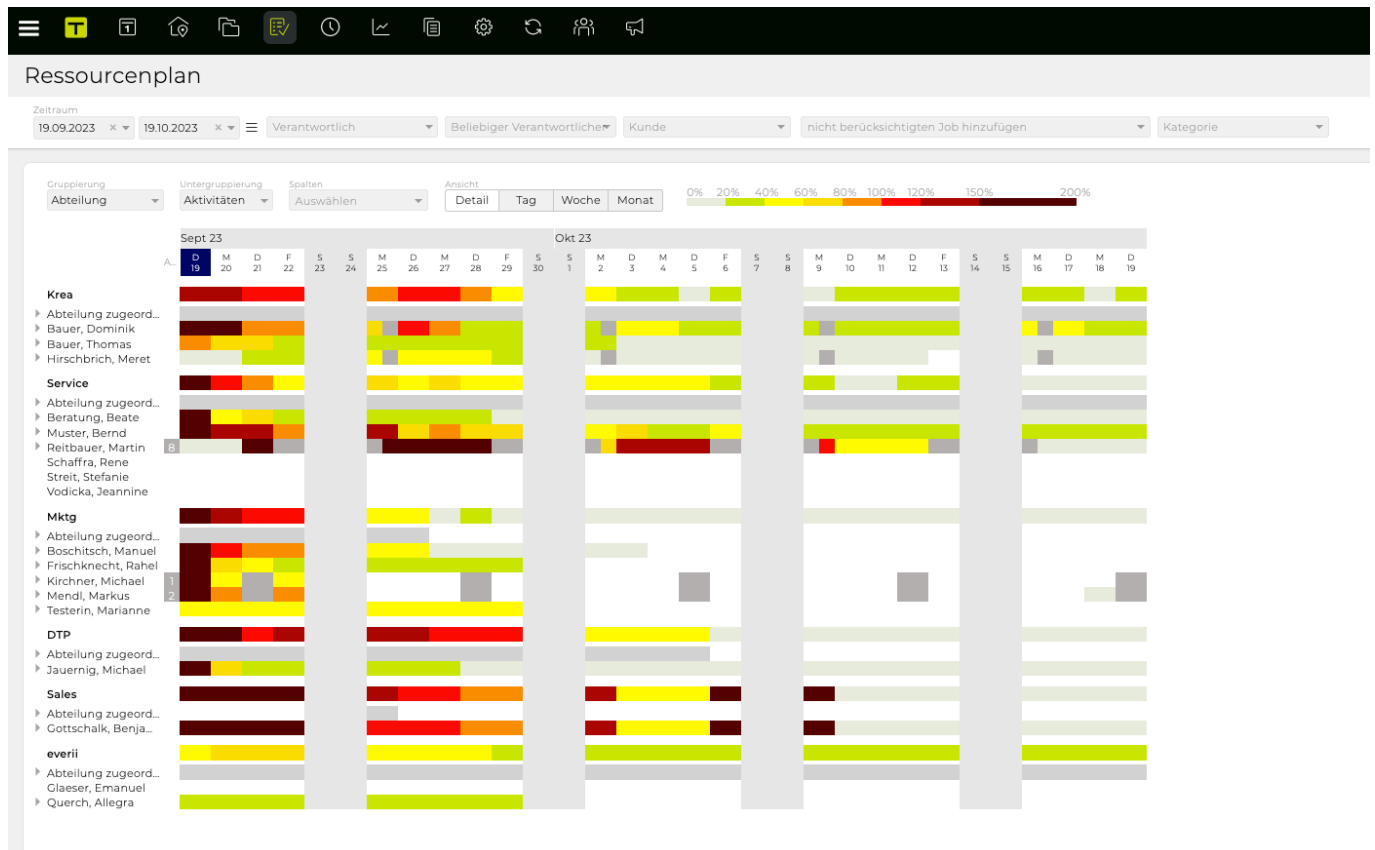 T
1
Ressourcenplan
Zeitraum
19.09.2023 × 19.10.2023 × Verantwortlich Beliebiger Verantwortlicher Kunde nicht berücksichtigten Job hinzufügen Kategorie
Gruppierung Untergruppierung Spalten Ansicht
Abteilung Aktivitäten Auswählen Detail Tag Woche Monat
0% 20% 40% 60% 80% 100% 120% 150% 200%
Sept 23 Okt 23
A... D M D F S S M D M D F S S M D M D F S S M D M D F S S M D M D
19 20 21 22 23 24 25 26 27 28 29 30 1 2 3 4 5 6 7 8 9 10 11 12 13 14 15 16 17 18 19
Krea
Abteilung zugeord...
Bauer, Dominik
Bauer, Thomas
Hirschbrich, Meret
Service
Abteilung zugeord...
Beratung, Beate
Muster, Bernd
Reitbauer, Martin 8
Schaffra, Rene
Streit, Stefanie
Vodicka, Jeannine
Mktg
Abteilung zugeord...
Boschitsch, Manuel
Frischknecht, Rahel
Kirchner, Michael 1
Mendl, Markus 2
Testerin, Marianne
DTP
Abteilung zugeord...
Jauernig, Michael
Sales
Abteilung zugeord...
Gottschalk, Benja...
everii
Abteilung zugeord...
Glaeser, Emanuel
Querch, Allegra